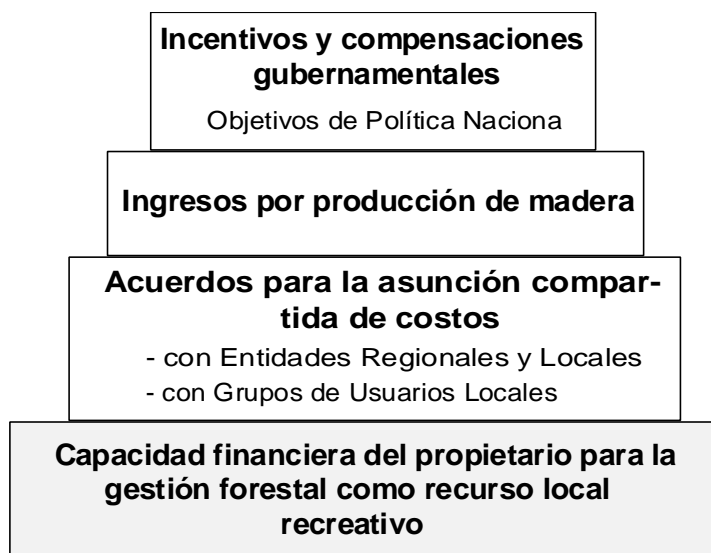 Incentivos y compensaciones
gubernamentales
Objetivos de Política Naciona
Ingresos por producción de madera
Acuerdos para la asunción compar-
tida de costos
- con Entidades Regionales y Locales
- con Grupos de Usuarios Locales
Capacidad financiera del propietario para la
gestión forestal como recurso local
recreativo